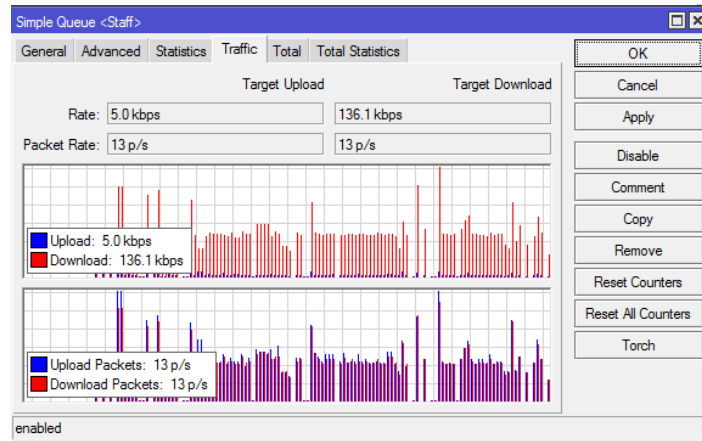 Simple Queue <Staff>
General Advanced Statistics Traffic Total Total Statistics
Target Upload Target Download
Rate: 5.0 kbps 136.1 kbps
Packet Rate: 13 p/s 13 p/s
Upload: 5.0 kbps
Download: 136.1 kbps
Upload Packets: 13 p/s
Download Packets: 13 p/s
OK
Cancel
Apply
Disable
Comment
Copy
Remove
Reset Counters
Reset All Counters
Torch
enabled